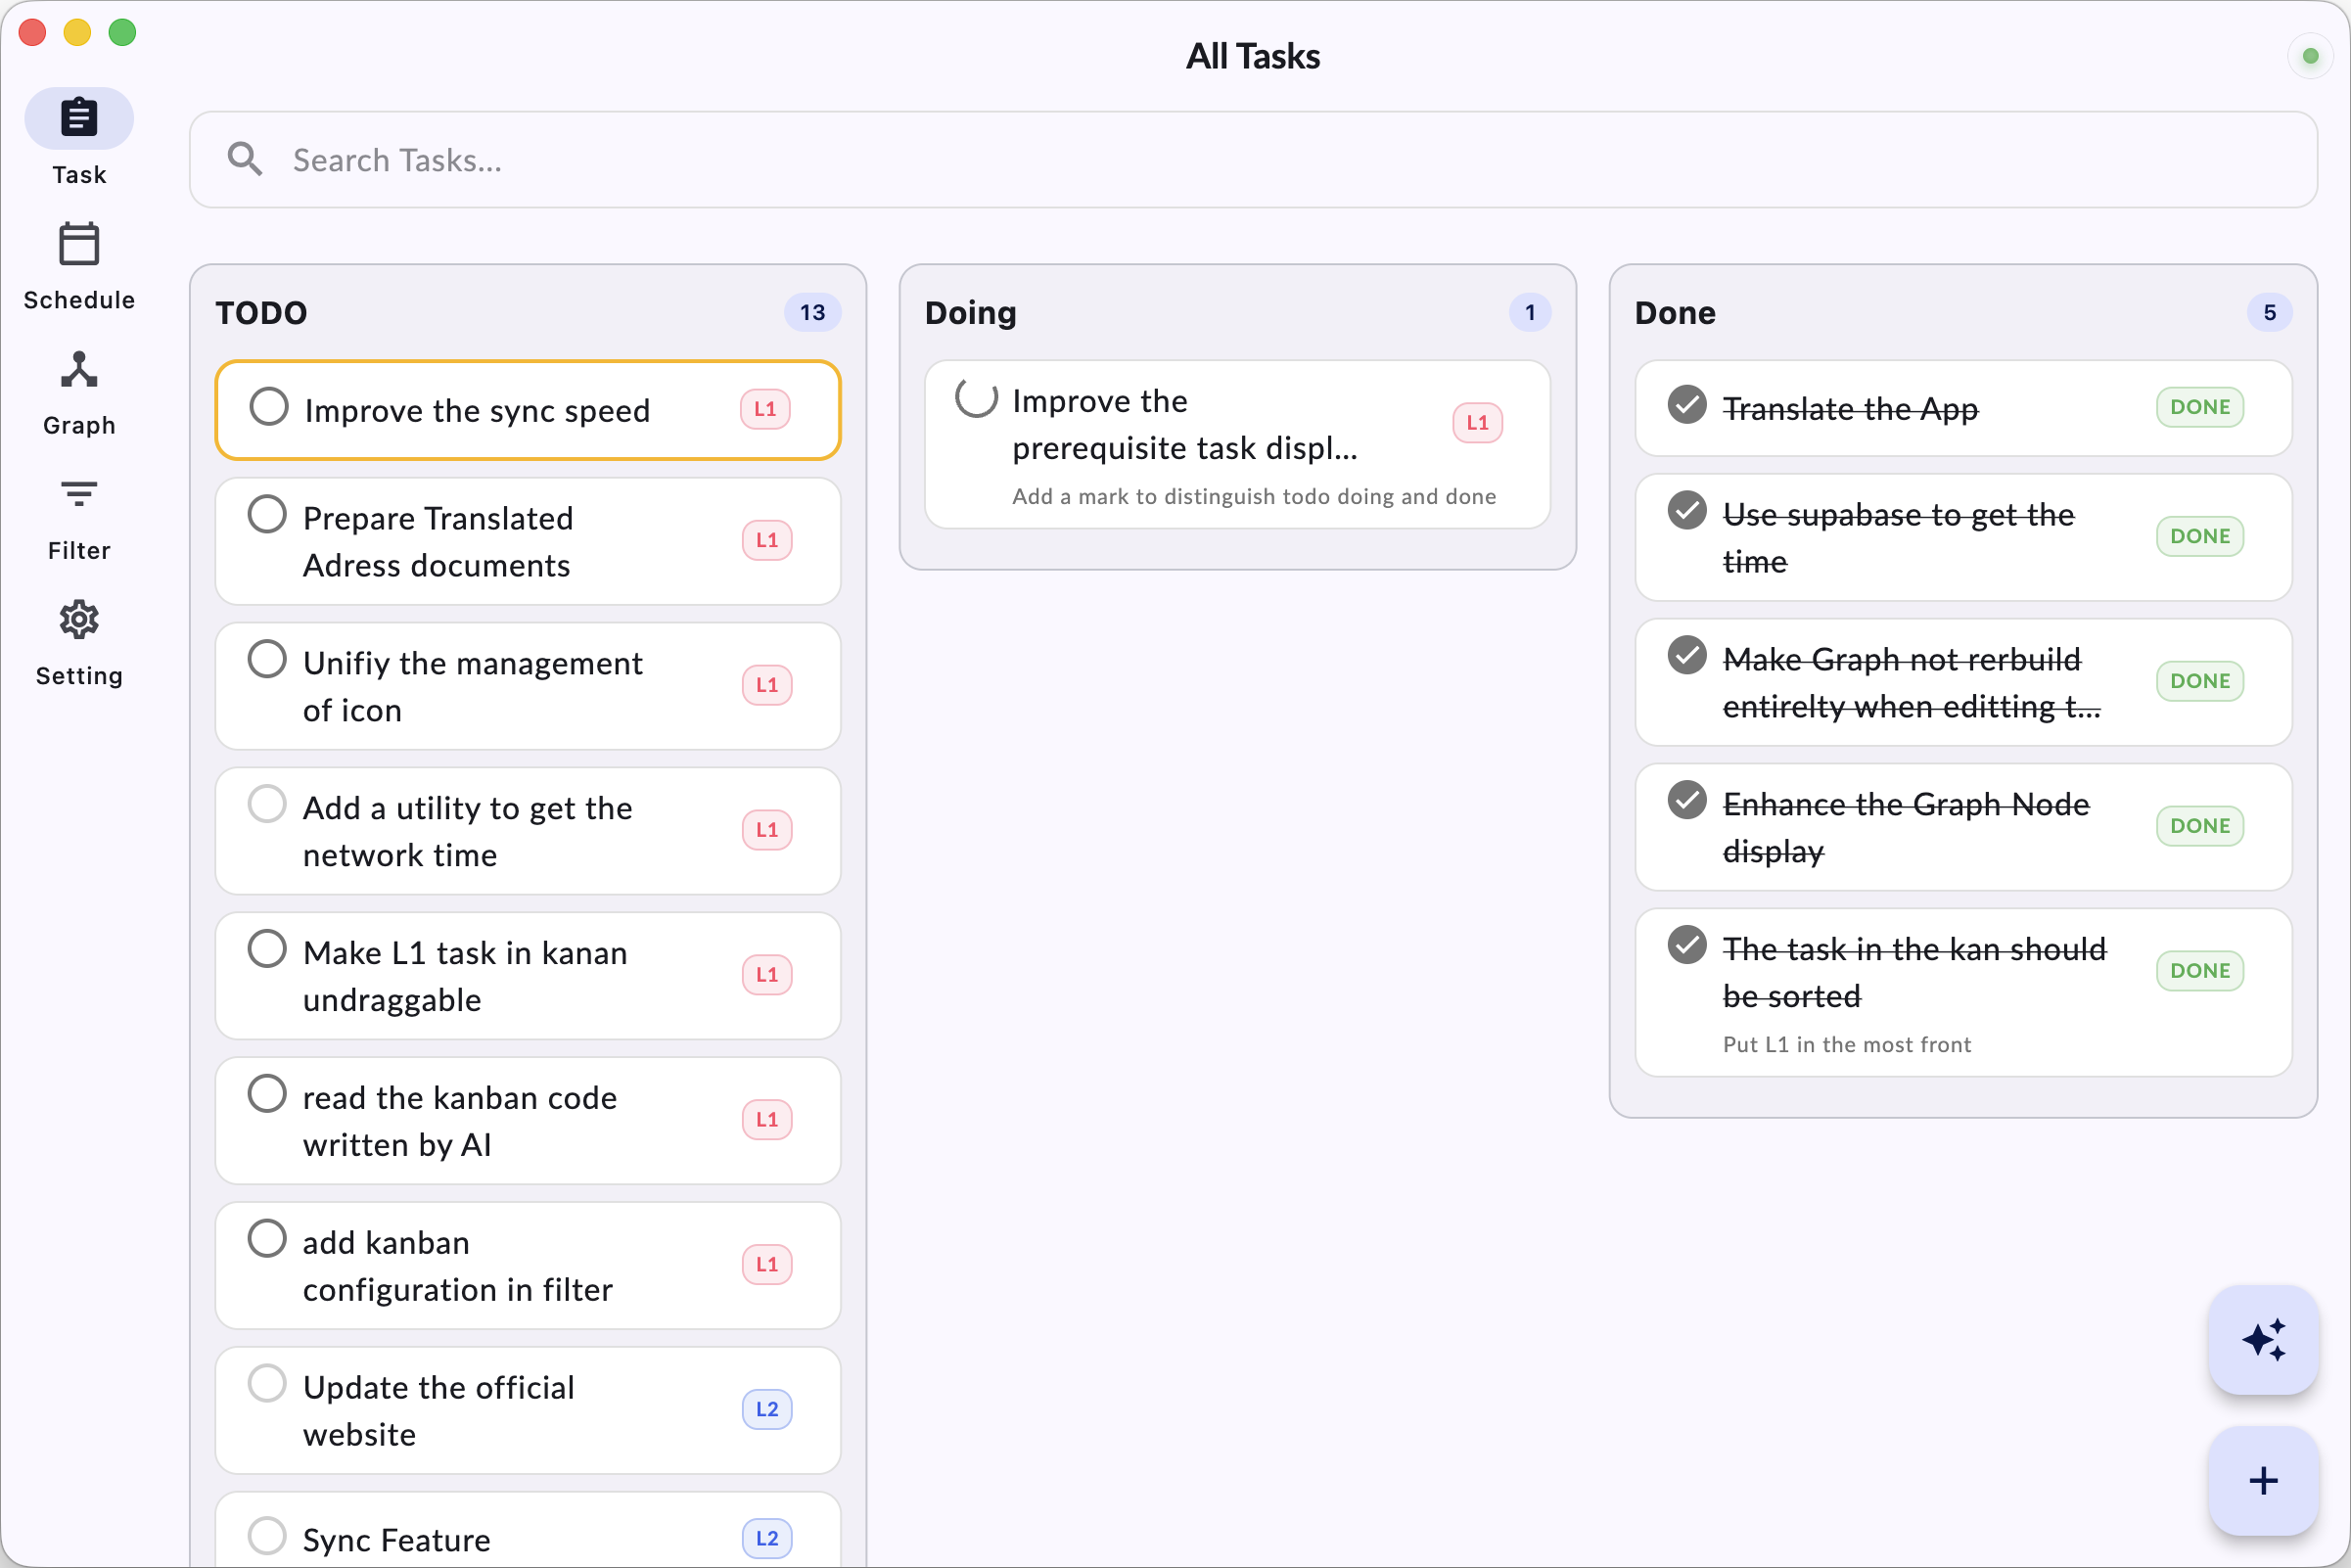 All Tasks
Task
Schedule
Graph
Filter
Setting
Search Tasks...
TODO
13
Improve the sync speed
L1
Prepare Translated
Adress documents
L1
Unifiy the management
of icon
L1
Add a utility to get the
network time
L1
Make L1 task in kanan
undraggable
L1
read the kanban code
written by AI
L1
add kanban
configuration in filter
L1
Update the official
website
L2
Sync Feature
L2
Doing
1
Improve the
prerequisite task displ...
L1
Add a mark to distinguish todo doing and done
Done
5
Translate the App
DONE
Use supabase to get the
time
DONE
Make Graph not rerbuild
entirelty when editting t...
DONE
Enhance the Graph Node
display
DONE
The task in the kan should
be sorted
DONE
Put L1 in the most front